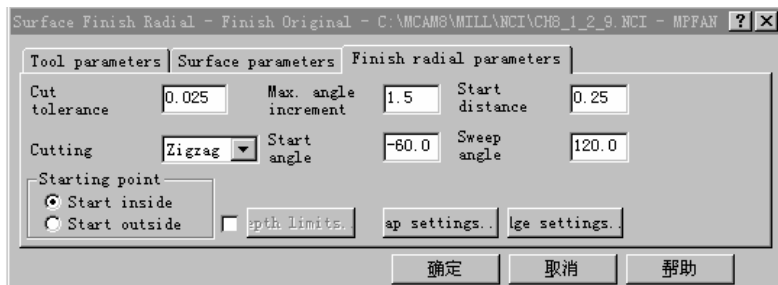 Surface Finish Radial - Finish Original - C:\MCAM8\MILL\NCI\CH8_1_2_9.NCI - MPFAN
Tool parameters Surface parameters Finish radial parameters
Cut tolerance 0.025 Max. angle increment 1.5 Start distance 0.25
Cutting Zigzag Start angle -60.0 Sweep angle 120.0
Starting point
Start inside
Start outside epth limits.. ap settings.. lge settings..
确定 取消 帮助